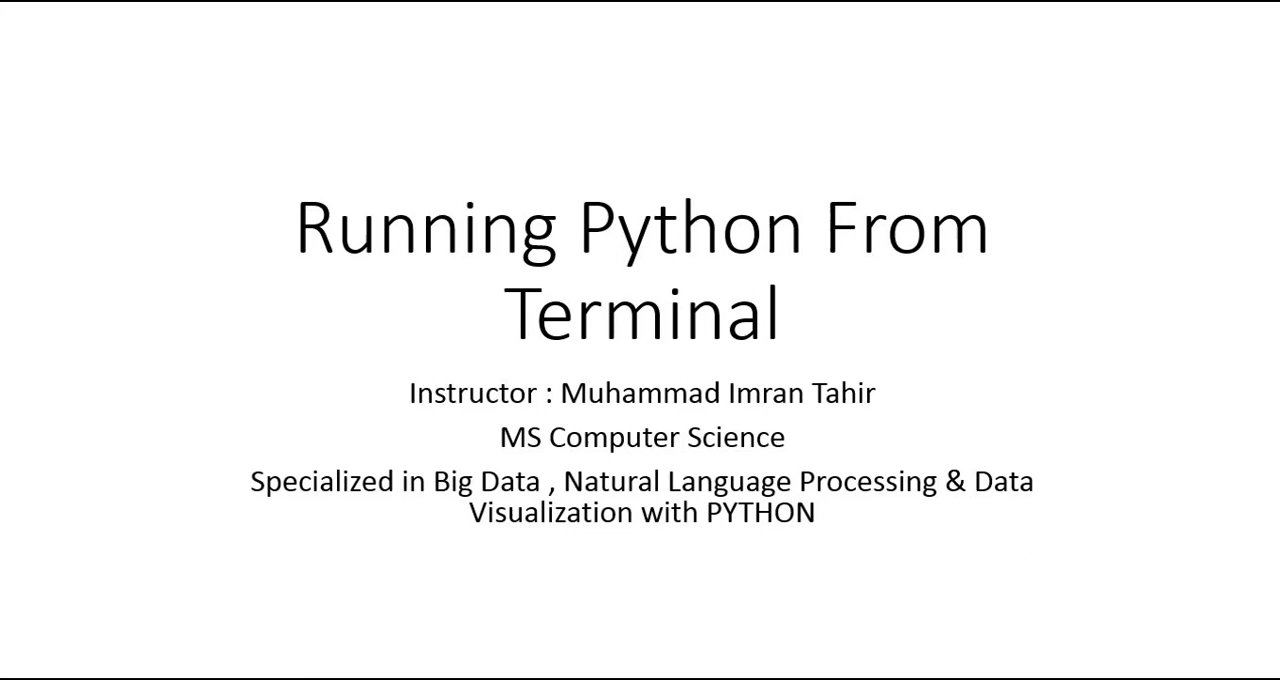 Running Python From
Terminal
Instructor : Muhammad Imran Tahir
MS Computer Science
Specialized in Big Data , Natural Language Processing & Data
Visualization with PYTHON